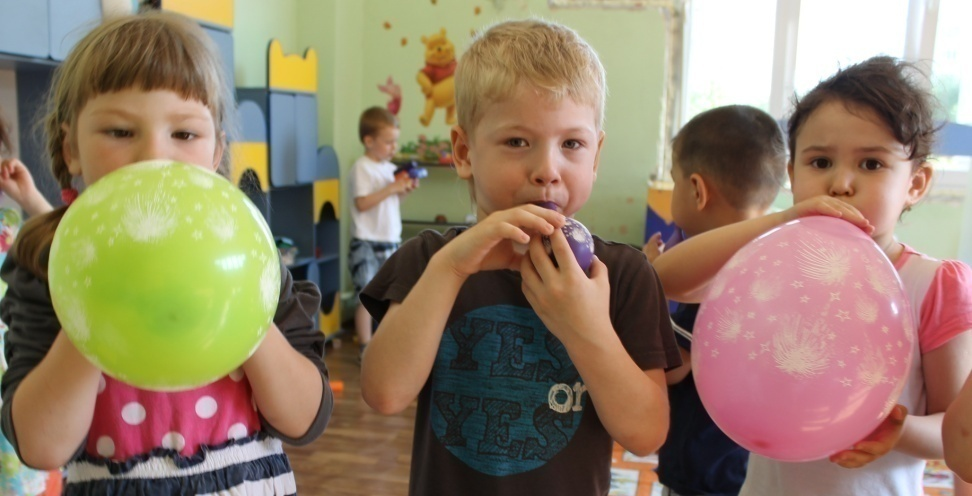 YES
or
YES